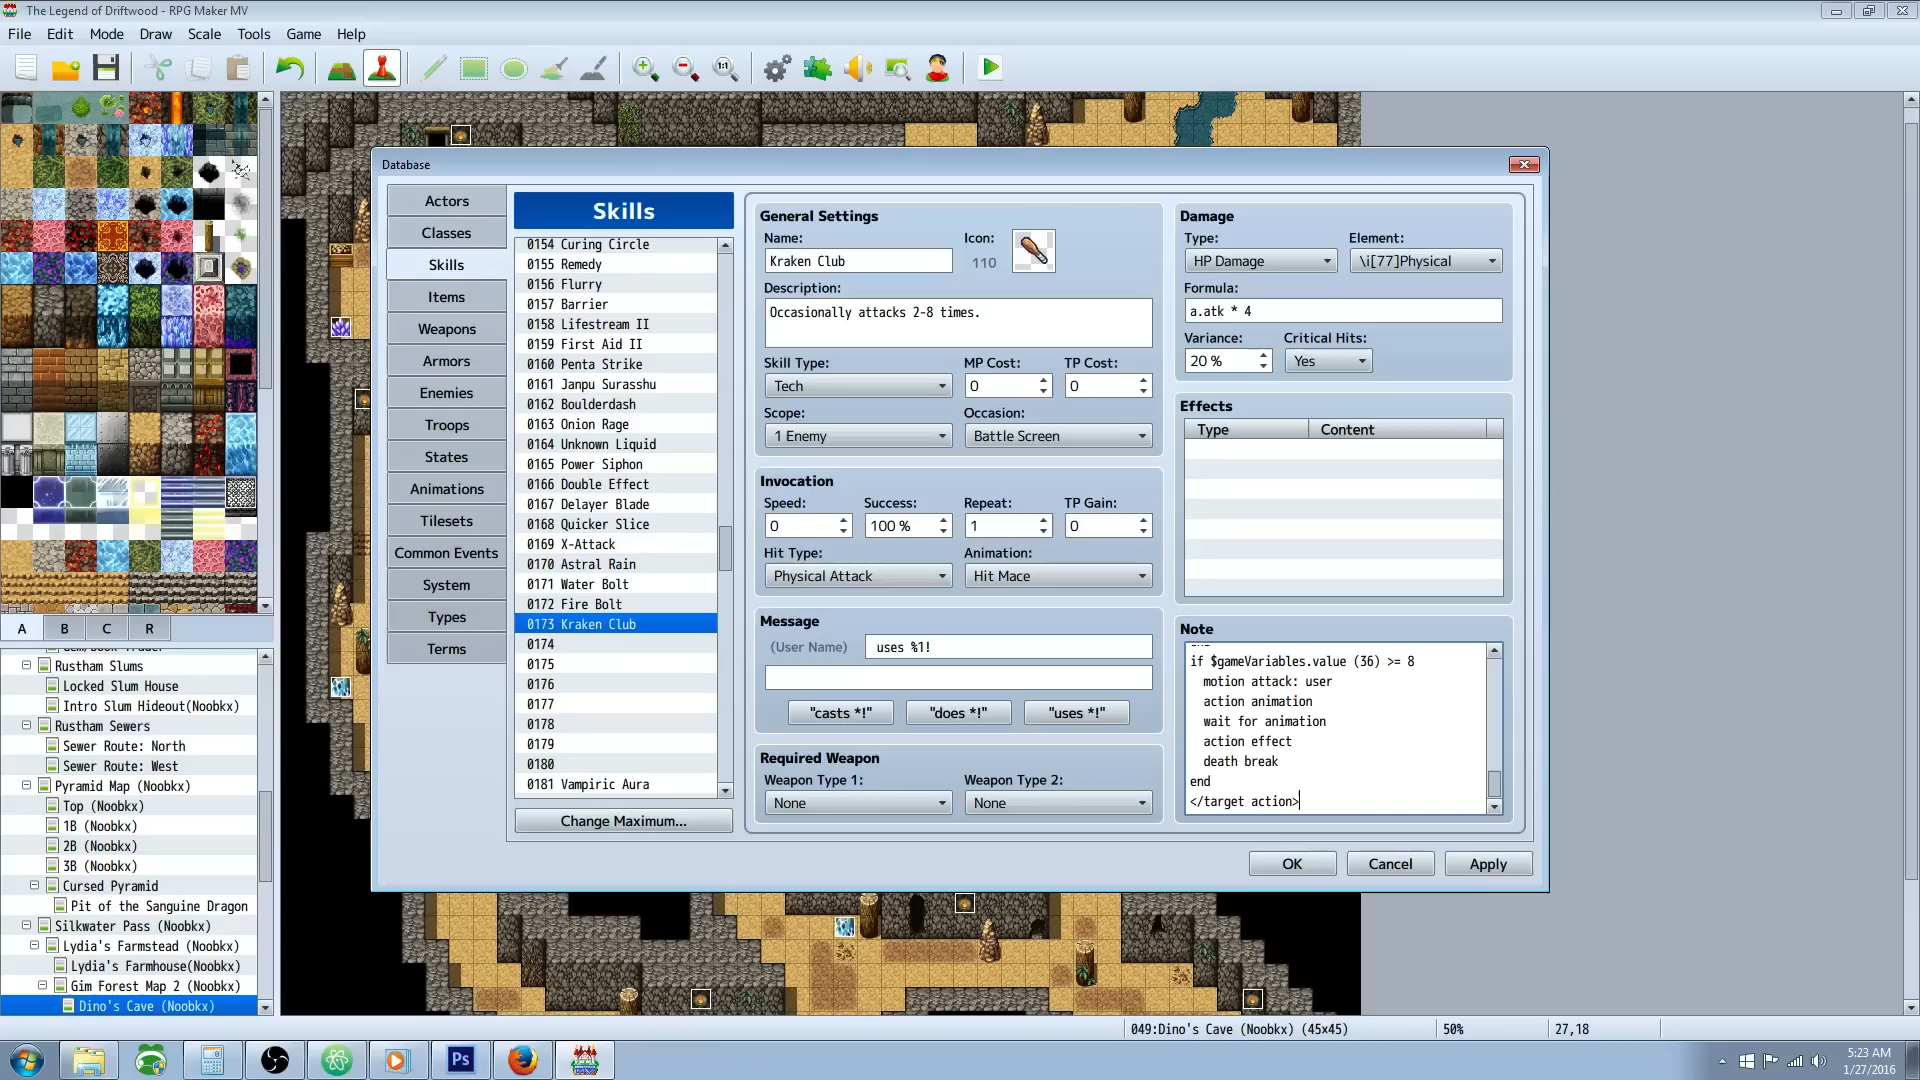 The Legend of Driftwood - RPG Maker MV
File Edit Mode Draw Scale Tools Game Help
1:1
Database
Actors
Classes
Skills
Items
Weapons
Armors
Enemies
Troops
States
Animations
Tilesets
Common Events
System
Types
Terms
Skills
0154 Curing Circle
0155 Remedy
0156 Flurry
0157 Barrier
0158 Lifestream II
0159 First Aid II
0160 Penta Strike
0161 Janpu Surasshu
0162 Boulderdash
0163 Onion Rage
0164 Unknown Liquid
0165 Power Siphon
0166 Double Effect
0167 Delayer Blade
0168 Quicker Slice
0169 X-Attack
0170 Astral Rain
0171 Water Bolt
0172 Fire Bolt
0173 Kraken Club
0174
0175
0176
0177
0178
0179
0180
0181 Vampiric Aura
Change Maximum...
General Settings
Name: Icon:
Kraken Club 110
Description:
Occasionally attacks 2-8 times.
Skill Type: MP Cost: TP Cost:
Tech 0 0
Scope: Occasion:
1 Enemy Battle Screen
Invocation
Speed: Success: Repeat: TP Gain:
0 100 % 1 0
Hit Type: Animation:
Physical Attack Hit Mace
Message
(User Name) uses %1!
"casts *!" "does *!" "uses *!"
Required Weapon
Weapon Type 1: Weapon Type 2:
None None
Damage
Type: Element:
HP Damage \i[77]Physical
Formula:
a.atk * 4
Variance: Critical Hits:
20 % Yes
Effects
Type Content
Note
if $gameVariables.value (36) >= 8
motion attack: user
action animation
wait for animation
action effect
death break
end
</target action>
OK Cancel Apply
A B C R
Rustham Slums
Locked Slum House
Intro Slum Hideout(Noobkx)
Rustham Sewers
Sewer Route: North
Sewer Route: West
Pyramid Map (Noobkx)
Top (Noobkx)
1B (Noobkx)
2B (Noobkx)
3B (Noobkx)
Cursed Pyramid
Pit of the Sanguine Dragon
Silkwater Pass (Noobkx)
Lydia's Farmstead (Noobkx)
Lydia's Farmhouse(Noobkx)
Gim Forest Map 2 (Noobkx)
Dino's Cave (Noobkx)
049:Dino's Cave (Noobkx) (45x45) 50% 27,18
Ps
5:23 AM
1/27/2016